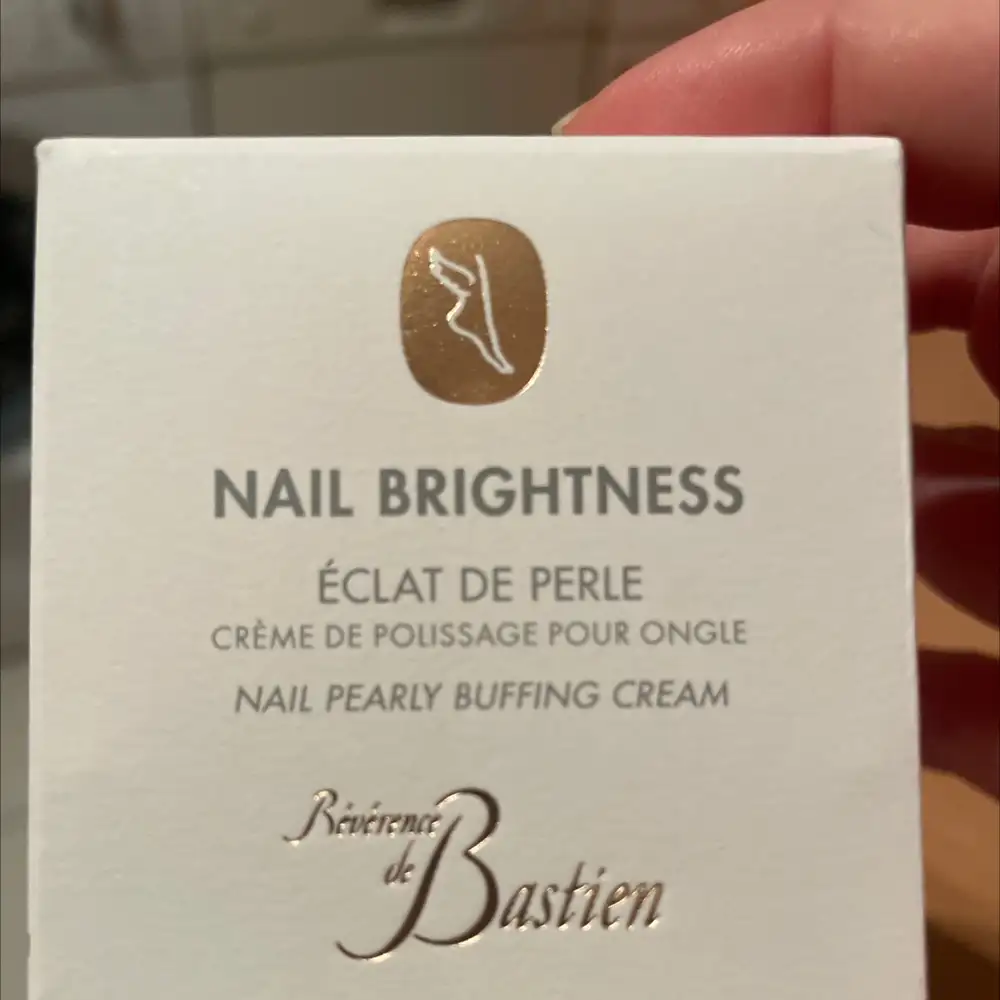 NAIL BRIGHTNESS
ÉCLAT DE PERLE
CRÈME DE POLISSAGE POUR ONGLE
NAIL PEARLY BUFFING CREAM
Révérence
de
Bastien